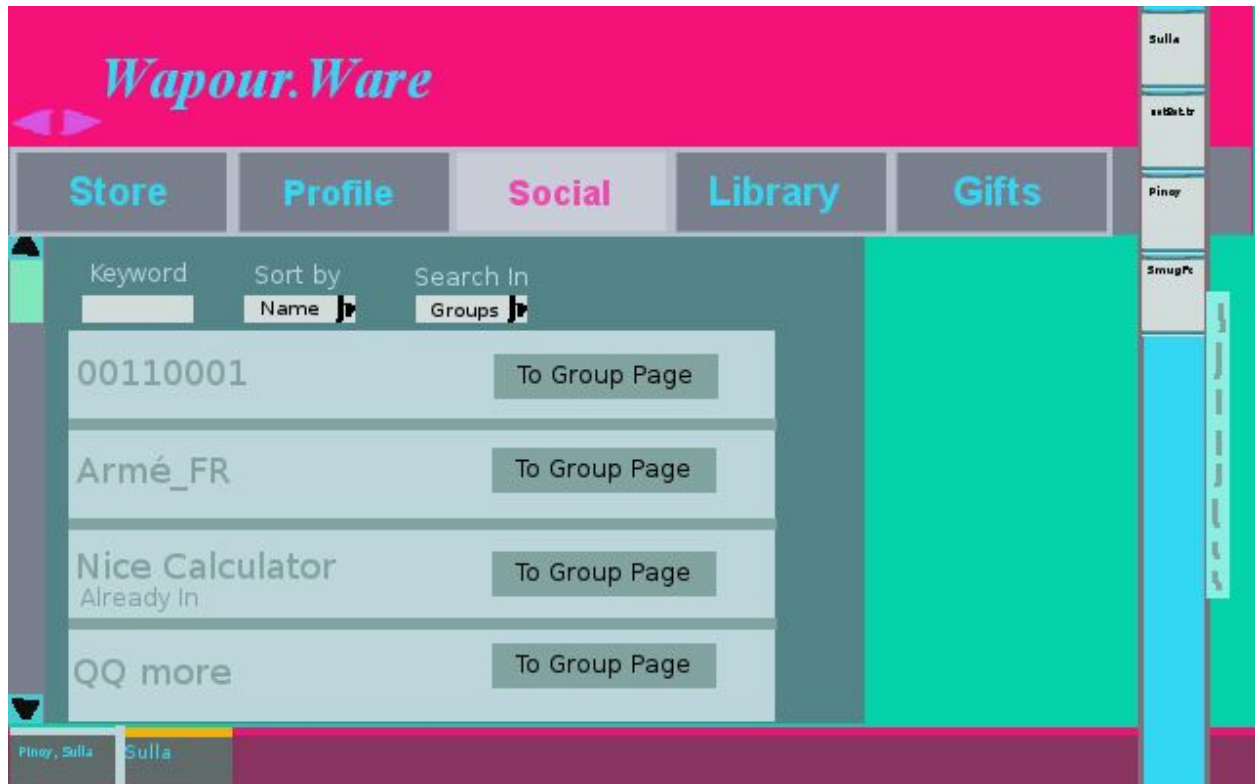 Wapour.Ware
Store Profile Social Library Gifts
Keyword Sort by Search In
Name Groups
00110001 To Group Page
Armé_FR To Group Page
Nice Calculator To Group Page
Already In
QQ more To Group Page
Pinoy, Sulla Sulla
Sulla
Pinoy